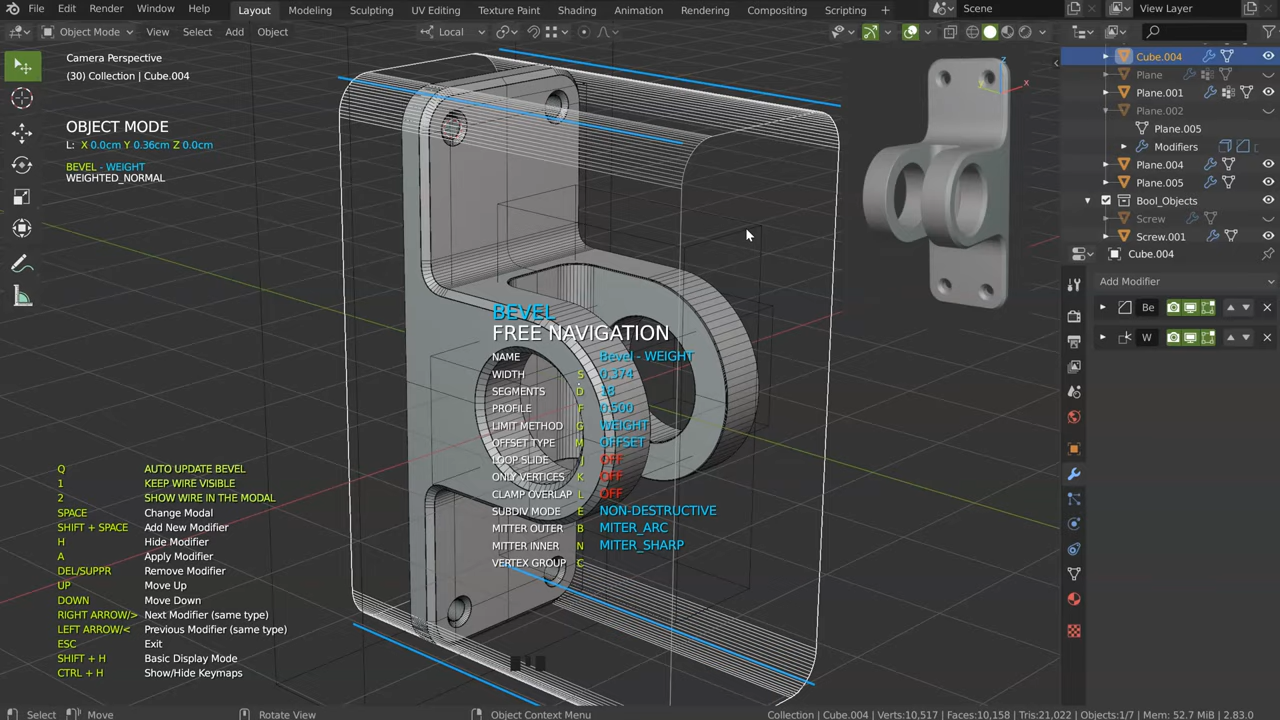 File Edit Render Window Help Layout Modeling Sculpting UV Editing Texture Paint Shading Animation Rendering Compositing Scripting + Scene View Layer
Object Mode View Select Add Object Local
Camera Perspective
(30) Collection | Cube.004
OBJECT MODE
L: X 0.0cm Y 0.36cm Z 0.0cm
BEVEL - WEIGHT
WEIGHTED_NORMAL
BEVEL
FREE NAVIGATION
NAME Bevel - WEIGHT
WIDTH S 0.374
SEGMENTS D 18
PROFILE F 0.500
LIMIT METHOD G WEIGHT
OFFSET TYPE M OFFSET
LOOP SLIDE J OFF
ONLY VERTICES K OFF
CLAMP OVERLAP L OFF
SUBDIV MODE E NON-DESTRUCTIVE
MITTER OUTER B MITER_ARC
MITTER INNER N MITER_SHARP
VERTEX GROUP C
Q AUTO UPDATE BEVEL
1 KEEP WIRE VISIBLE
2 SHOW WIRE IN THE MODAL
SPACE Change Modal
SHIFT + SPACE Add New Modifier
H Hide Modifier
A Apply Modifier
DEL/SUPPR Remove Modifier
UP Move Up
DOWN Move Down
RIGHT ARROW/> Next Modifier (same type)
LEFT ARROW/< Previous Modifier (same type)
ESC Exit
SHIFT + H Basic Display Mode
CTRL + H Show/Hide Keymaps
z
y x
Cube.004
Plane
Plane.001
Plane.002
Plane.005
Modifiers
Plane.004
Plane.005
Bool_Objects
Screw
Screw.001
Cube.004
Add Modifier
Be
W
Select Move Rotate View Object Context Menu Collection | Cube.004 | Verts:10,517 | Faces:10,158 | Tris:21,022 | Objects:1/7 | Mem: 52.7 MiB | 2.83.0